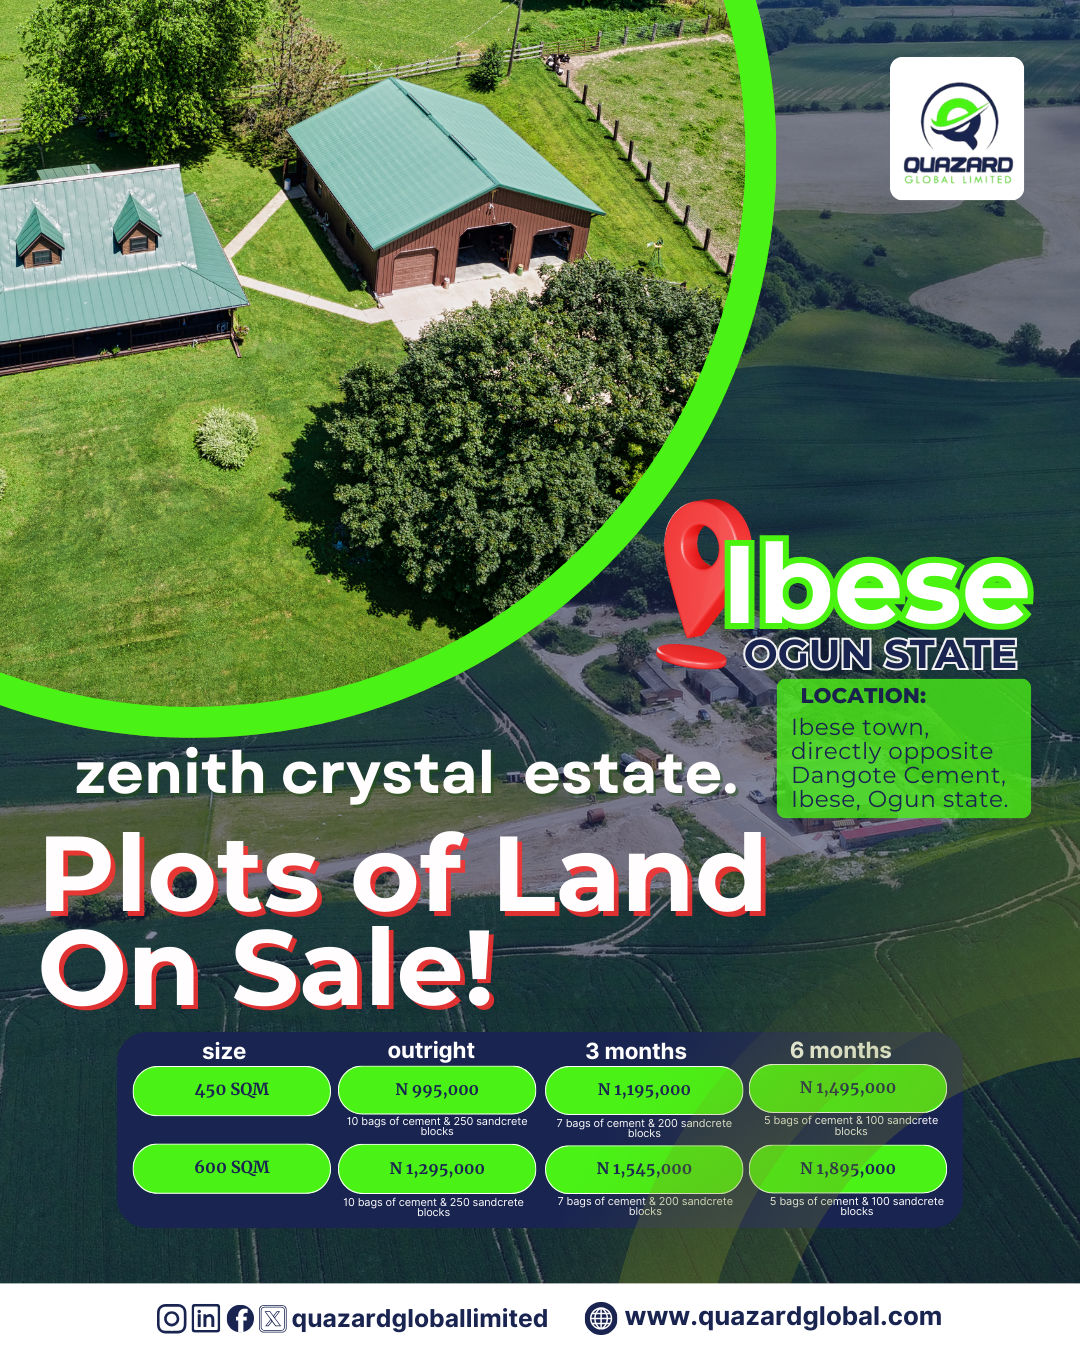 QUAZARD
GLOBAL LIMITED
Ibese
OGUN STATE
LOCATION:
Ibese town,
directly opposite
Dangote Cement,
Ibese, Ogun state.
zenith crystal estate.
Plots of Land
On Sale!
size outright 3 months 6 months
450 SQM N 995,000 N 1,195,000 N 1,495,000
10 bags of cement & 250 sandcrete
blocks
7 bags of cement & 200 sandcrete
blocks
5 bags of cement & 100 sandcrete
blocks
600 SQM N 1,295,000 N 1,545,000 N 1,895,000
10 bags of cement & 250 sandcrete
blocks
7 bags of cement & 200 sandcrete
blocks
5 bags of cement & 100 sandcrete
blocks
quazardgloballimited www.quazardglobal.com